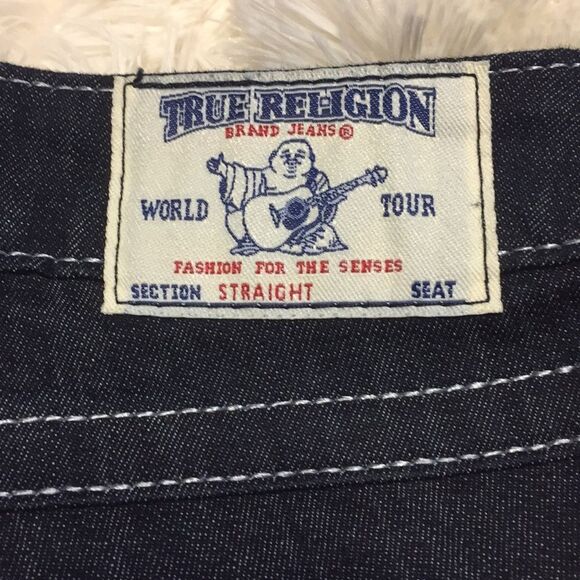 TRUE RELIGION
BRAND JEANS®
WORLD TOUR
FASHION FOR THE SENSES
SECTION STRAIGHT SEAT